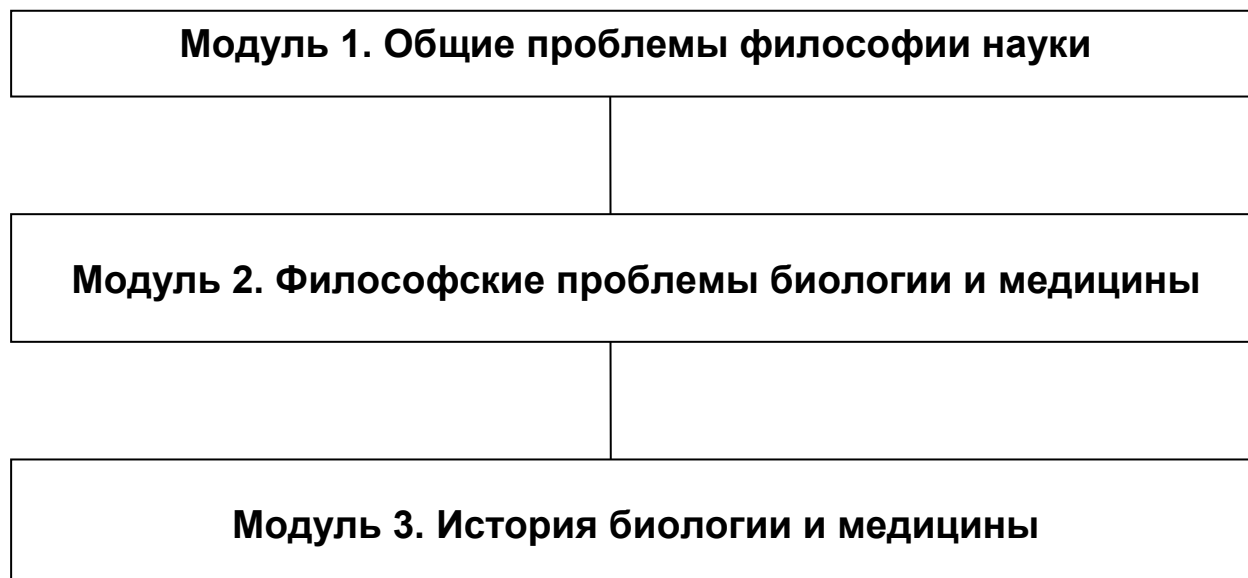 Модуль 1. Общие проблемы философии науки
Модуль 2. Философские проблемы биологии и медицины
Модуль 3. История биологии и медицины